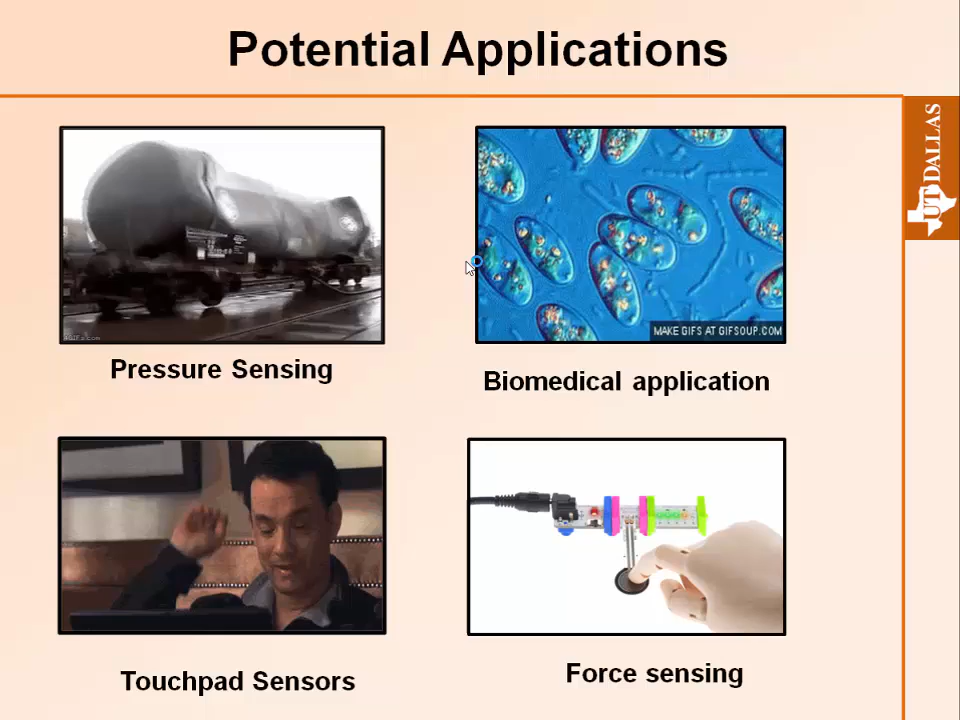 Potential Applications
UT DALLAS
MAKE GIFS AT GIFSOUP.COM
Pressure Sensing
Biomedical application
Touchpad Sensors
Force sensing